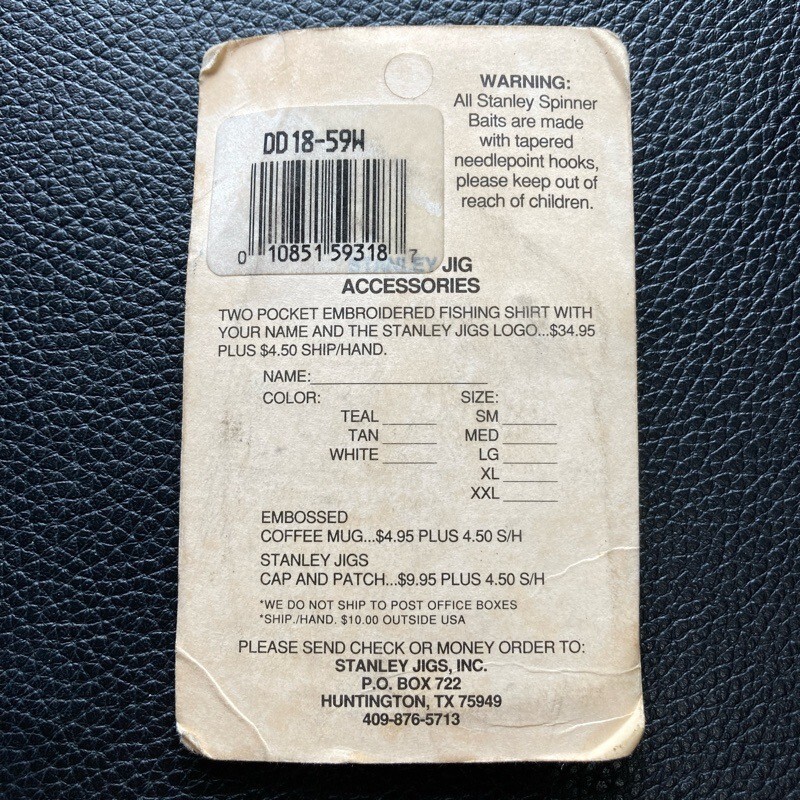 WARNING:
All Stanley Spinner
Baits are made
with tapered
needlepoint hooks,
please keep out of
reach of children.
DD18-59W
0 10851 59318 7
STANLEY JIG
ACCESSORIES
TWO POCKET EMBROIDERED FISHING SHIRT WITH
YOUR NAME AND THE STANLEY JIGS LOGO...$34.95
PLUS $4.50 SHIP/HAND.
NAME:
COLOR: SIZE:
TEAL SM
TAN MED
WHITE LG
XL
XXL
EMBOSSED
COFFEE MUG...$4.95 PLUS 4.50 S/H
STANLEY JIGS
CAP AND PATCH...$9.95 PLUS 4.50 S/H
*WE DO NOT SHIP TO POST OFFICE BOXES
*SHIP./HAND. $10.00 OUTSIDE USA
PLEASE SEND CHECK OR MONEY ORDER TO:
STANLEY JIGS, INC.
P.O. BOX 722
HUNTINGTON, TX 75949
409-876-5713